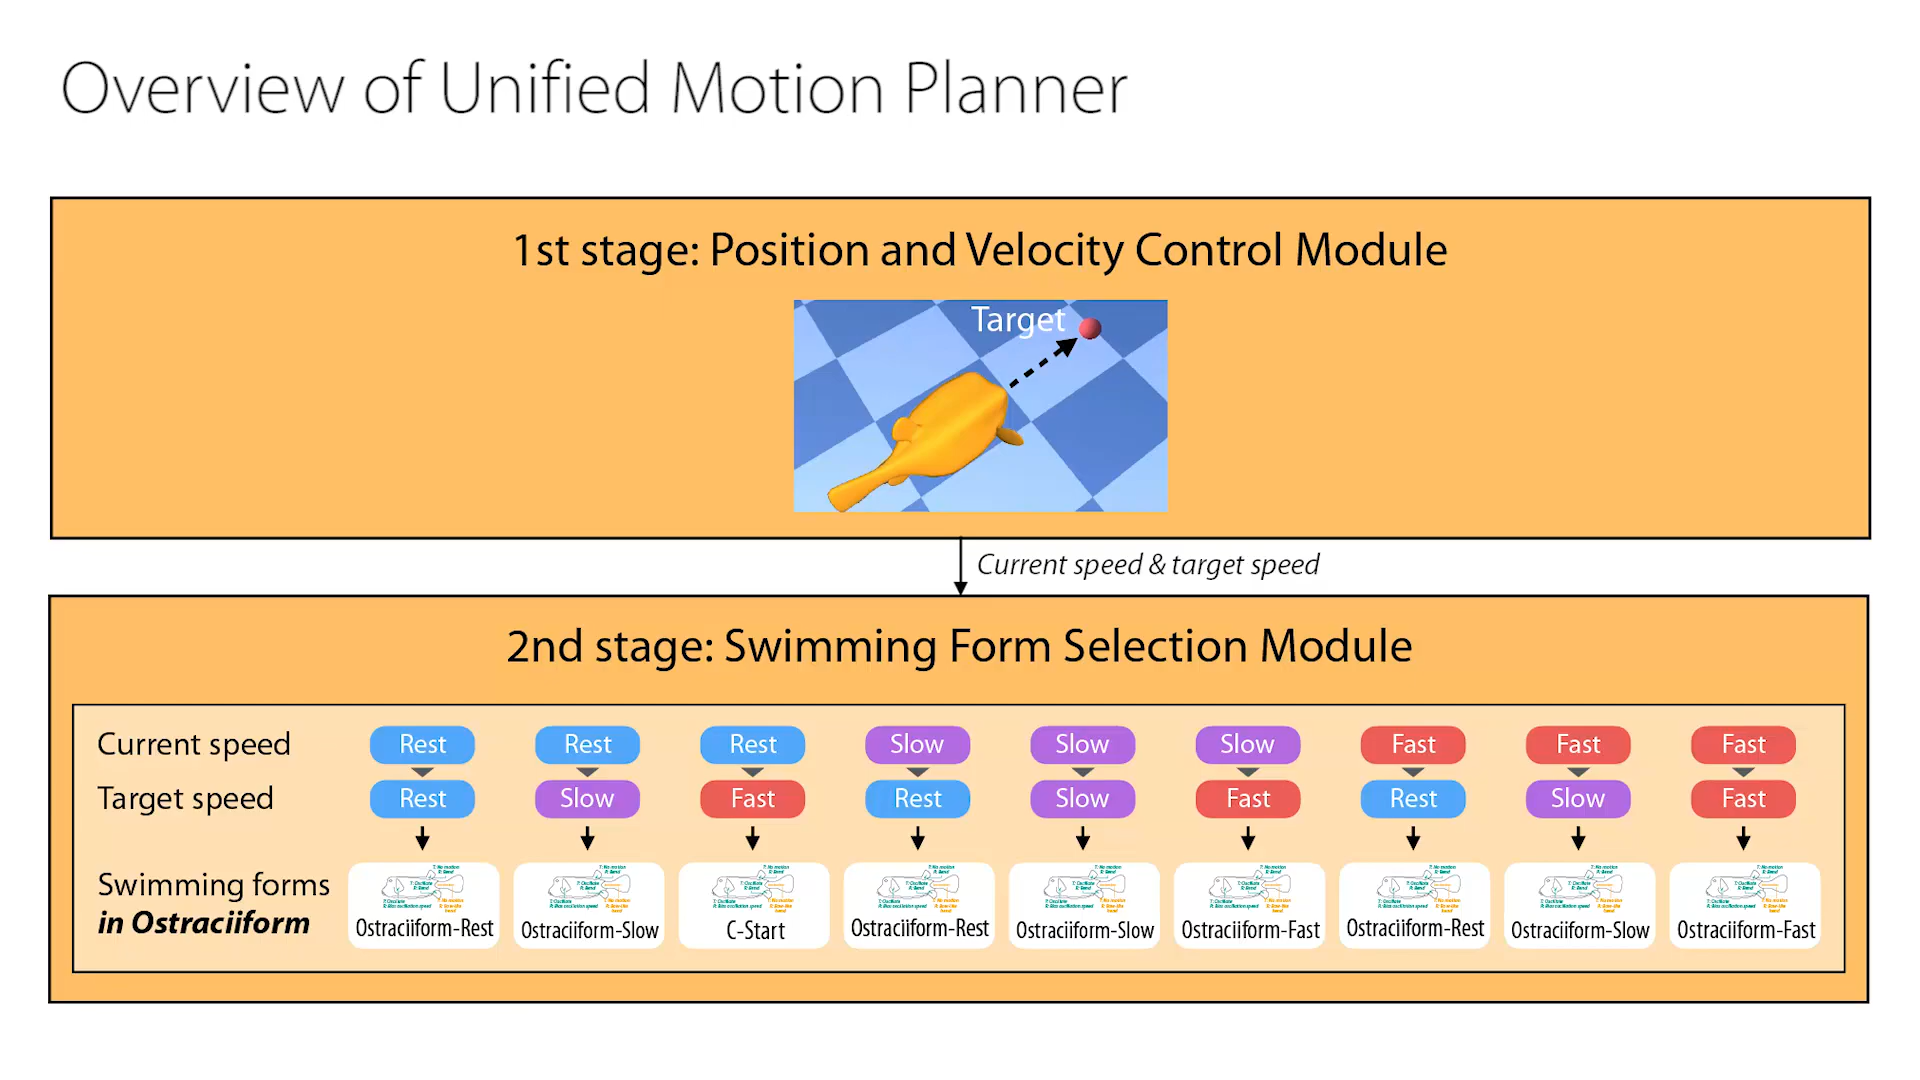 Overview of Unified Motion Planner
1st stage: Position and Velocity Control Module
Target
Current speed & target speed
2nd stage: Swimming Form Selection Module
Current speed Rest Rest Rest Slow Slow Slow Fast Fast Fast
Target speed Rest Slow Fast Rest Slow Fast Rest Slow Fast
Swimming forms
in Ostraciiform
Ostraciiform-Rest Ostraciiform-Slow C-Start Ostraciiform-Rest Ostraciiform-Slow Ostraciiform-Fast Ostraciiform-Rest Ostraciiform-Slow Ostraciiform-Fast